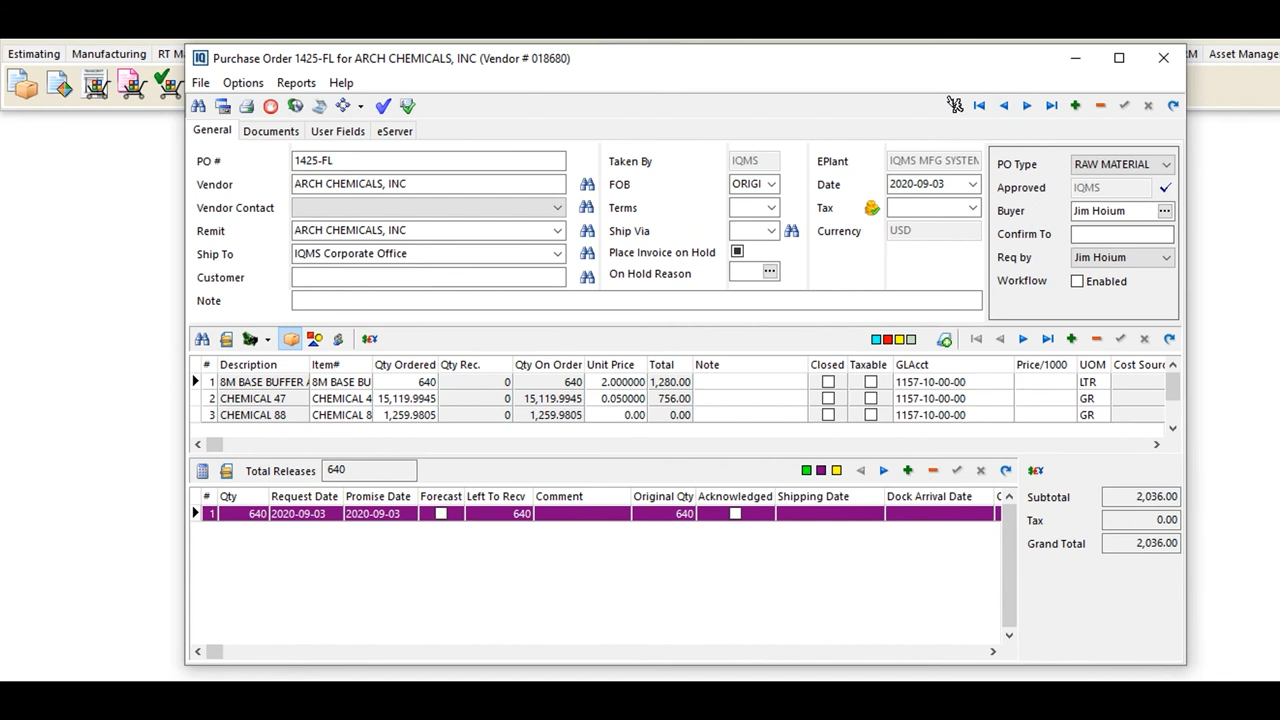 Estimating Manufacturing RT M
RM Asset Manage
IQ Purchase Order 1425-FL for ARCH CHEMICALS, INC (Vendor # 018680)
File Options Reports Help
General Documents User Fields eServer
PO # 1425-FL Taken By IQMS EPlant IQMS MFG SYSTEM PO Type RAW MATERIAL
Vendor ARCH CHEMICALS, INC FOB ORIGI Date 2020-09-03 Approved IQMS
Vendor Contact Terms Tax Buyer Jim Hoium
Remit ARCH CHEMICALS, INC Ship Via Currency USD Confirm To
Ship To IQMS Corporate Office Place Invoice on Hold Req by Jim Hoium
Customer On Hold Reason Workflow Enabled
Note
# Description Item# Qty Ordered Qty Rec. Qty On Order Unit Price Total Note Closed Taxable GLAcct Price/1000 UOM Cost Sourc
1 8M BASE BUFFER A 8M BASE BU 640 0 640 2.000000 1,280.00 1157-10-00-00 LTR
2 CHEMICAL 47 CHEMICAL 4 15,119.9945 0 15,119.9945 0.050000 756.00 1157-10-00-00 GR
3 CHEMICAL 88 CHEMICAL 8 1,259.9805 0 1,259.9805 0.00 0.00 1157-10-00-00 GR
Total Releases 640
# Qty Request Date Promise Date Forecast Left To Recv Comment Original Qty Acknowledged Shipping Date Dock Arrival Date C
1 640 2020-09-03 2020-09-03 640 640
Subtotal 2,036.00
Tax 0.00
Grand Total 2,036.00